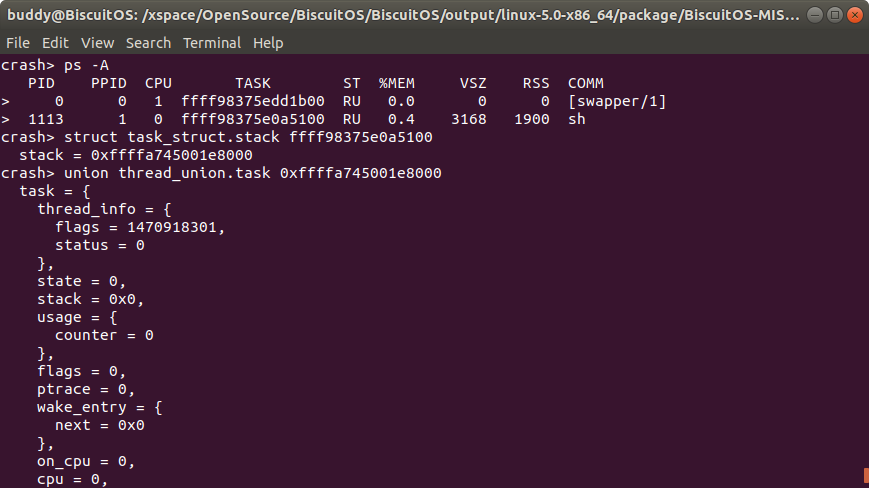 buddy@BiscuitOS: /xspace/OpenSource/BiscuitOS/BiscuitOS/output/linux-5.0-x86_64/package/BiscuitOS-MIS...
File Edit View Search Terminal Help
crash> ps -A
   PID    PPID  CPU       TASK        ST  %MEM     VSZ    RSS  COMM
>     0      0   1  ffff98375edd1b00  RU   0.0       0      0  [swapper/1]
>  1113      1   0  ffff98375e0a5100  RU   0.4    3168   1900  sh
crash> struct task_struct.stack ffff98375e0a5100
  stack = 0xffffa745001e8000
crash> union thread_union.task 0xffffa745001e8000
  task = {
    thread_info = {
      flags = 1470918301,
      status = 0
    },
    state = 0,
    stack = 0x0,
    usage = {
      counter = 0
    },
    flags = 0,
    ptrace = 0,
    wake_entry = {
      next = 0x0
    },
    on_cpu = 0,
    cpu = 0,